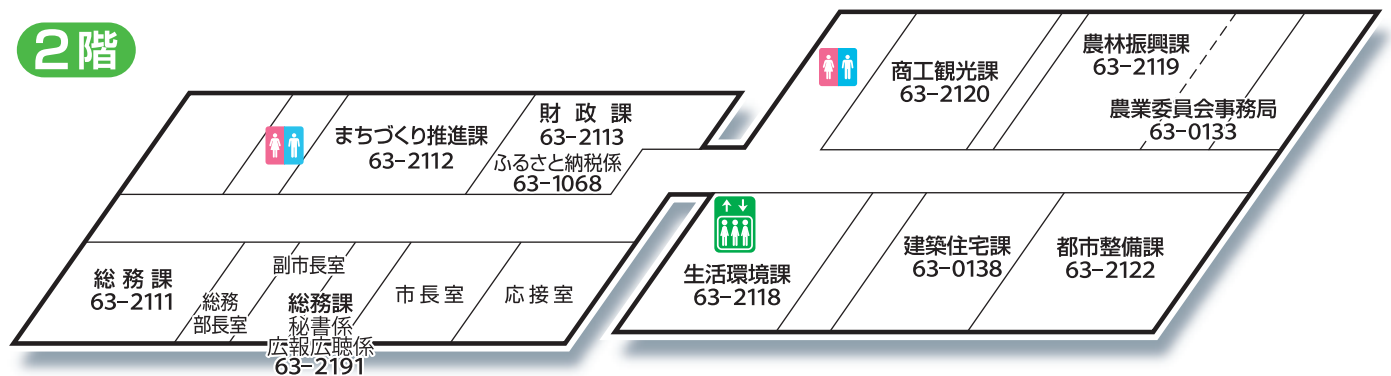 2階
まちづくり推進課
63-2112
財政課
63-2113
ふるさと納税係
63-1068
商工観光課
63-2120
農林振興課
63-2119
農業委員会事務局
63-0133
総務課
63-2111
総務
部長室
副市長室
総務課
秘書係
広報広聴係
63-2191
市長室
応接室
生活環境課
63-2118
建築住宅課
63-0138
都市整備課
63-2122